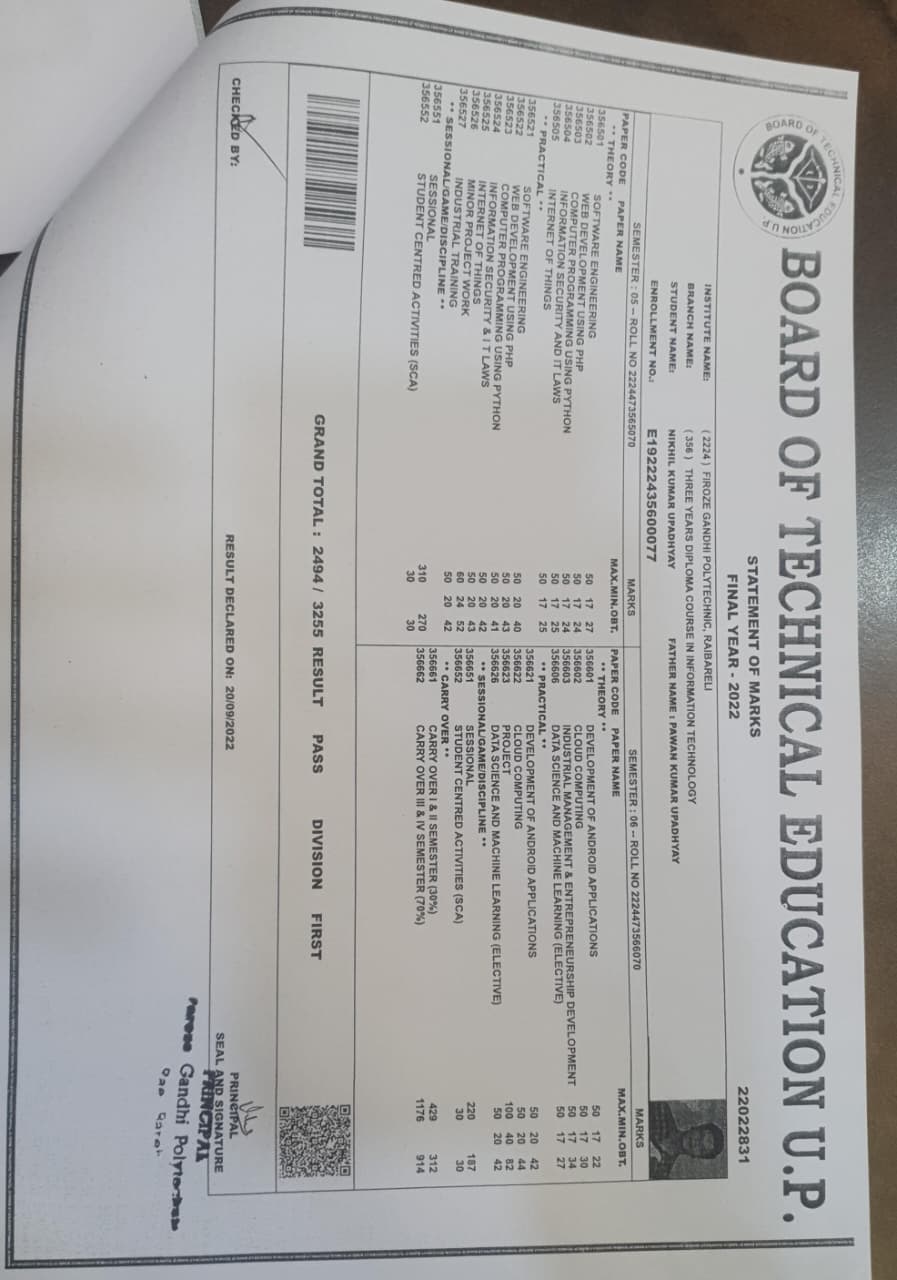 BOARD OF TECHNICAL EDUCATION U.P.
BOARD OF TECHNICAL EDUCATION U.P.
STATEMENT OF MARKS
FINAL YEAR - 2022
22022831
INSTITUTE NAME: ( 2224 ) FIROZE GANDHI POLYTECHNIC, RAIBARELI
BRANCH NAME: ( 356 ) THREE YEARS DIPLOMA COURSE IN INFORMATION TECHNOLOGY
STUDENT NAME: NIKHIL KUMAR UPADHYAY FATHER NAME : PAWAN KUMAR UPADHYAY
ENROLLMENT NO.: E19222435600077
SEMESTER : 05 -- ROLL NO 2224473565070 MARKS
PAPER CODE PAPER NAME MAX.MIN.OBT.
** THEORY **
356501 SOFTWARE ENGINEERING 50 17 27
356502 WEB DEVELOPMENT USING PHP 50 17 24
356503 COMPUTER PROGRAMMING USING PYTHON 50 17 24
356504 INFORMATION SECURITY AND IT LAWS 50 17 25
356505 INTERNET OF THINGS 50 17 25
** PRACTICAL **
356521 SOFTWARE ENGINEERING 50 20 40
356522 WEB DEVELOPMENT USING PHP 50 20 43
356523 COMPUTER PROGRAMMING USING PYTHON 50 20 41
356524 INFORMATION SECURITY & I T LAWS 50 20 42
356525 INTERNET OF THINGS 50 20 43
356526 MINOR PROJECT WORK 60 24 52
356527 INDUSTRIAL TRAINING 50 20 42
** SESSIONAL/GAME/DISCIPLINE **
356551 SESSIONAL 310 270
356552 STUDENT CENTRED ACTIVITIES (SCA) 30 30
SEMESTER : 06 -- ROLL NO 2224473566070 MARKS
PAPER CODE PAPER NAME MAX.MIN.OBT.
** THEORY **
356601 DEVELOPMENT OF ANDROID APPLICATIONS 50 17 22
356602 CLOUD COMPUTING 50 17 30
356603 INDUSTRIAL MANAGEMENT & ENTREPRENEURSHIP DEVELOPMENT 50 17 34
356606 DATA SCIENCE AND MACHINE LEARNING (ELECTIVE) 50 17 27
** PRACTICAL **
356621 DEVELOPMENT OF ANDROID APPLICATIONS 50 20 42
356622 CLOUD COMPUTING 50 20 44
356623 PROJECT 100 40 82
356626 DATA SCIENCE AND MACHINE LEARNING (ELECTIVE) 50 20 42
** SESSIONAL/GAME/DISCIPLINE **
356651 SESSIONAL 220 187
356652 STUDENT CENTRED ACTIVITIES (SCA) 30 30
** CARRY OVER **
356661 CARRY OVER I & II SEMESTER (30%) 429 312
356662 CARRY OVER III & IV SEMESTER (70%) 1176 914
GRAND TOTAL : 2494 / 3255 RESULT PASS DIVISION FIRST
CHECKED BY:
RESULT DECLARED ON: 20/09/2022
PRINCIPAL
SEAL AND SIGNATURE
PRINCIPAL
Gandhi